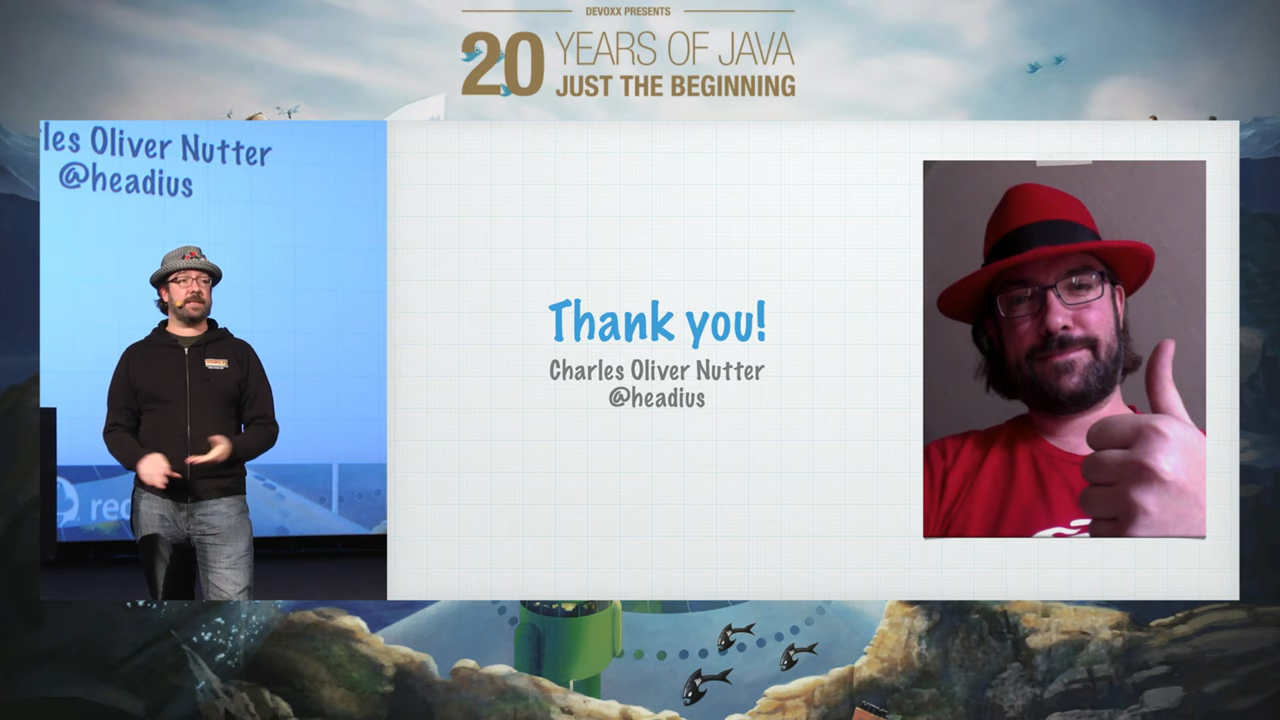 DEVOXX PRESENTS
20 YEARS OF JAVA
JUST THE BEGINNING
les Oliver Nutter
@headius
Thank you!
Charles Oliver Nutter
@headius